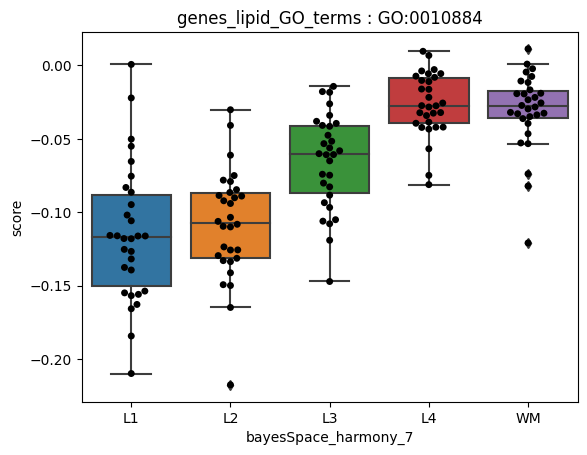 genes_lipid_GO_terms : GO:0010884
0.00
−0.05
−0.10
−0.15
−0.20
score
L1 L2 L3 L4 WM
bayesSpace_harmony_7